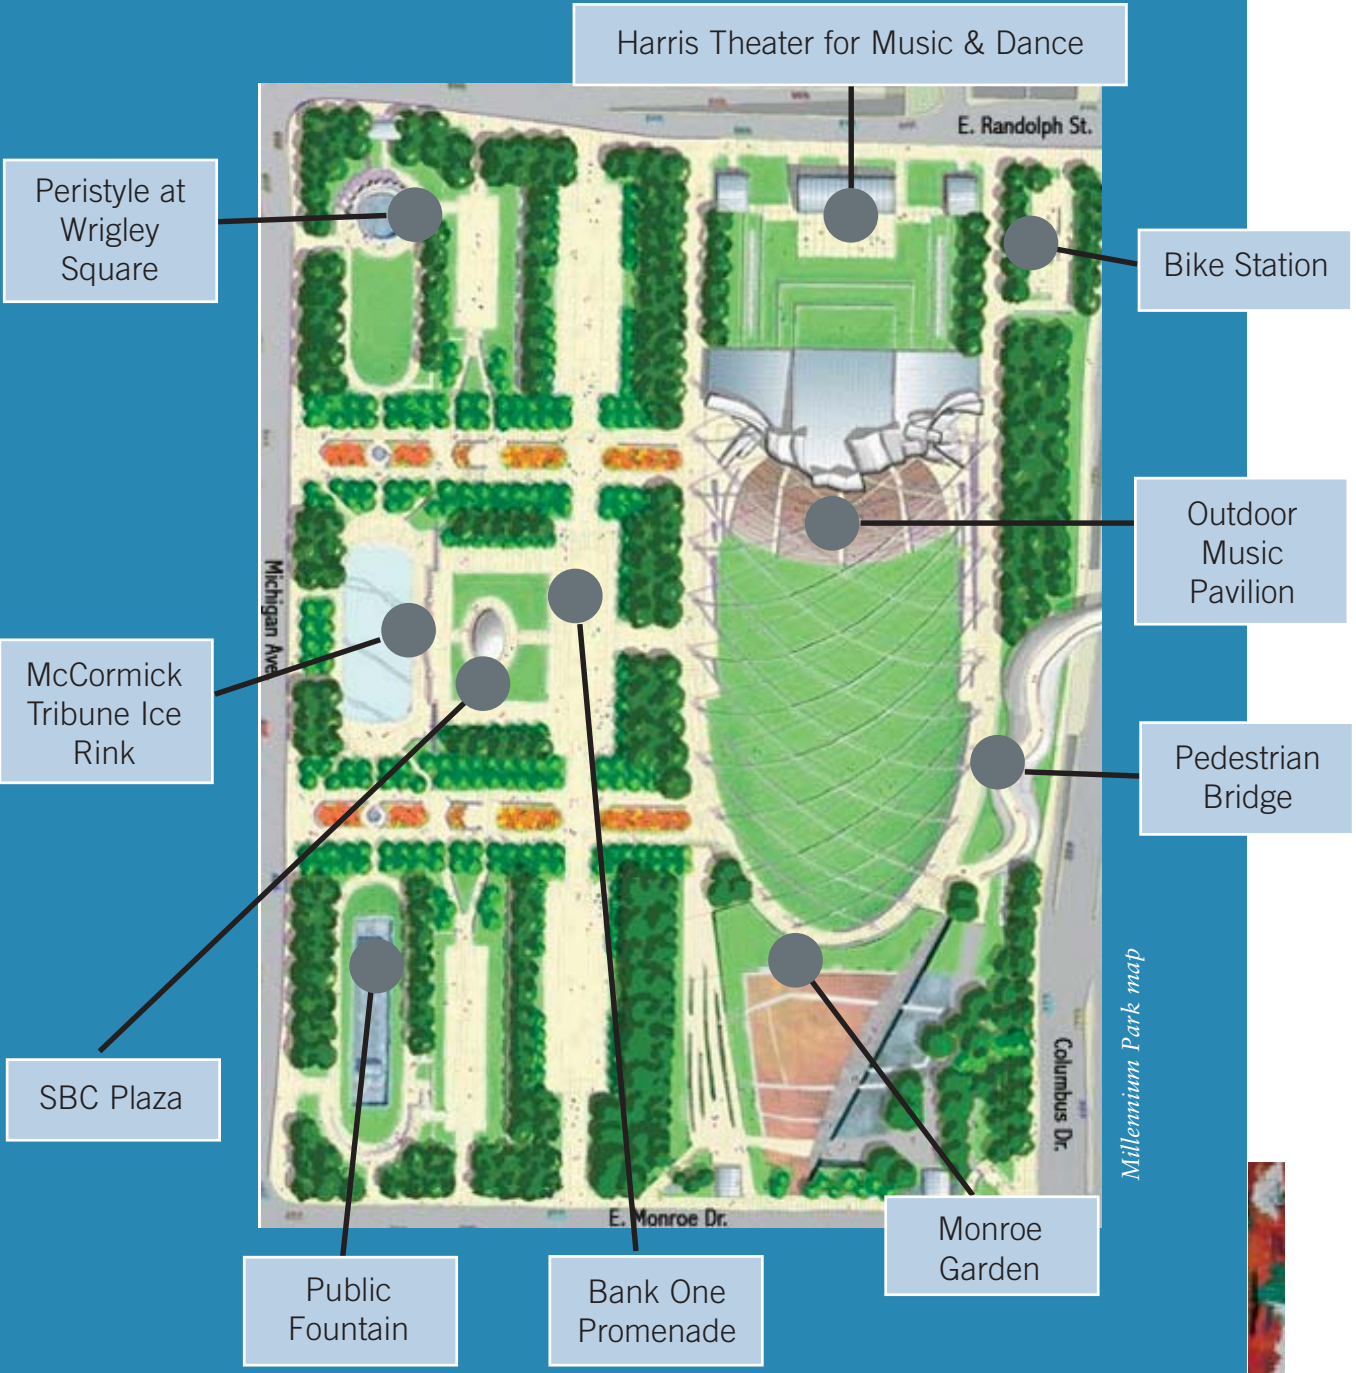 Harris Theater for Music & Dance
E. Randolph St.
Peristyle at
Wrigley
Square
Bike Station
Outdoor
Music
Pavilion
Michigan Ave
McCormick
Tribune Ice
Rink
Pedestrian
Bridge
SBC Plaza
Columbus Dr.
Millennium Park map
E. Monroe Dr.
Monroe
Garden
Public
Fountain
Bank One
Promenade